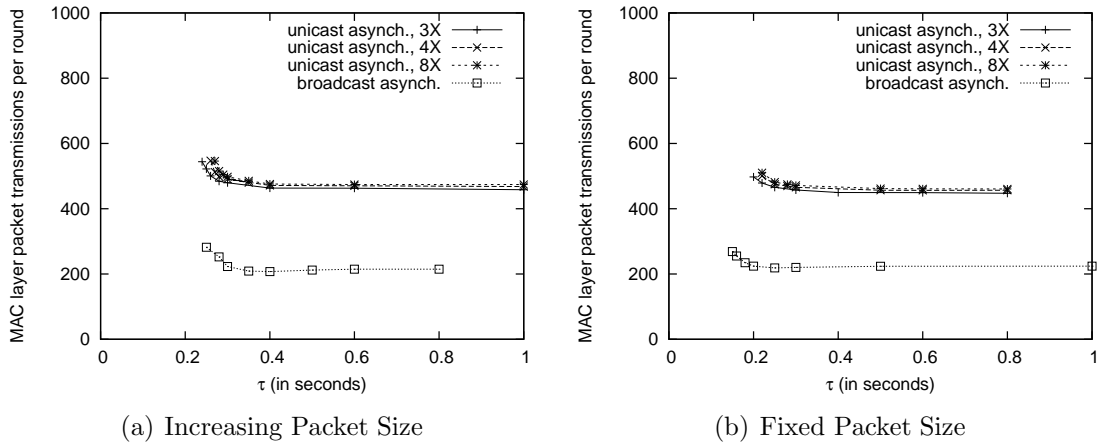 MAC layer packet transmissions per round
1000
800
600
400
200
0
unicast asynch., 3X
unicast asynch., 4X
unicast asynch., 8X
broadcast asynch.
0 0.2 0.4 0.6 0.8 1
τ (in seconds)
(a) Increasing Packet Size
MAC layer packet transmissions per round
1000
800
600
400
200
0
unicast asynch., 3X
unicast asynch., 4X
unicast asynch., 8X
broadcast asynch.
0 0.2 0.4 0.6 0.8 1
τ (in seconds)
(b) Fixed Packet Size